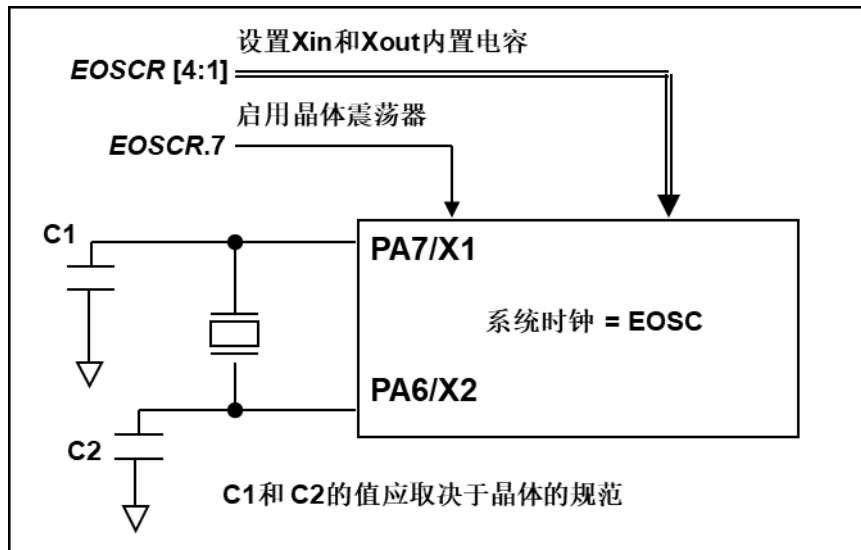 设置Xin和Xout内置电容
EOSCR [4:1]
启用晶体震荡器
EOSCR.7
C1
PA7/X1
系统时钟 = EOSC
PA6/X2
C2
C1和 C2的值应取决于晶体的规范